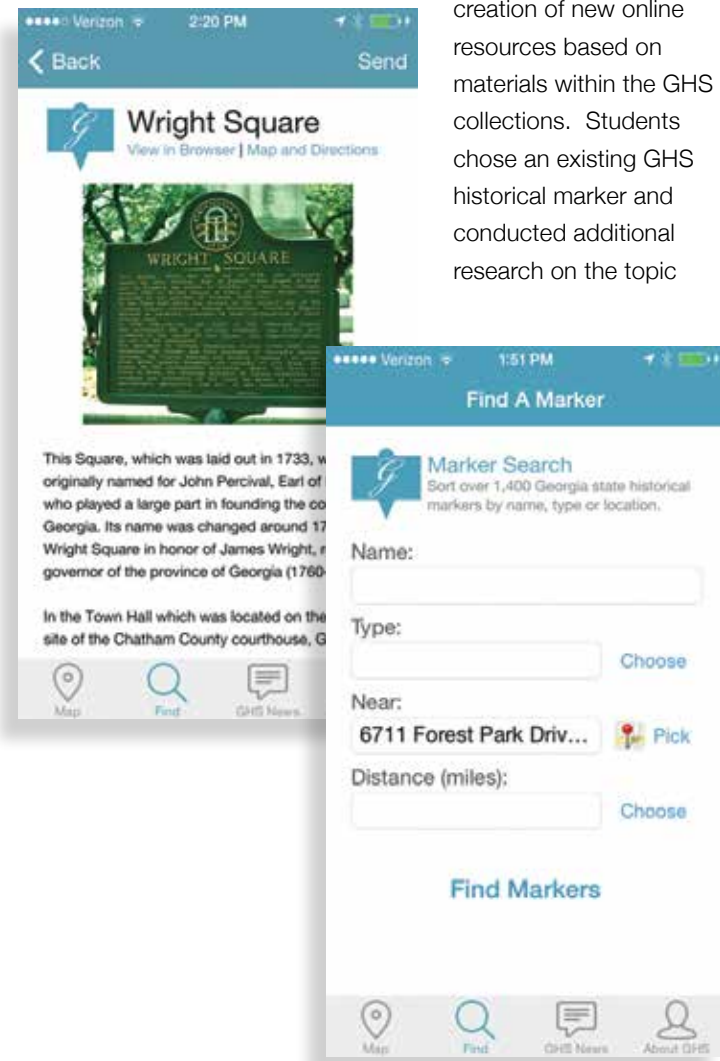 creation of new online
resources based on
materials within the GHS
collections.  Students
chose an existing GHS
historical marker and
conducted additional
research on the topic
Verizon 2:20 PM
Back Send
Wright Square
View in Browser | Map and Directions
WRIGHT SQUARE
This Square, which was laid out in 1733, w
originally named for John Percival, Earl of
who played a large part in founding the co
Georgia. Its name was changed around 17
Wright Square in honor of James Wright, r
governor of the province of Georgia (1760-
In the Town Hall which was located on the
site of the Chatham County courthouse, G
Map Find GHS News
Verizon 1:51 PM
Find A Marker
Marker Search
Sort over 1,400 Georgia state historical
markers by name, type or location.
Name:
Type:
Choose
Near:
6711 Forest Park Driv... Pick
Distance (miles):
Choose
Find Markers
Map Find GHS News About GHS